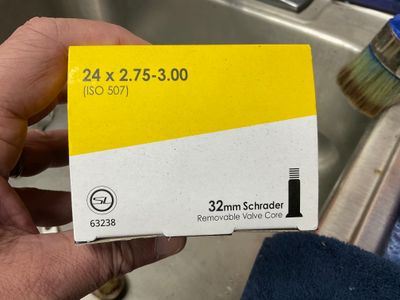 24 x 2.75-3.00
(ISO 507)
SL
63238
32mm Schrader
Removable Valve Core